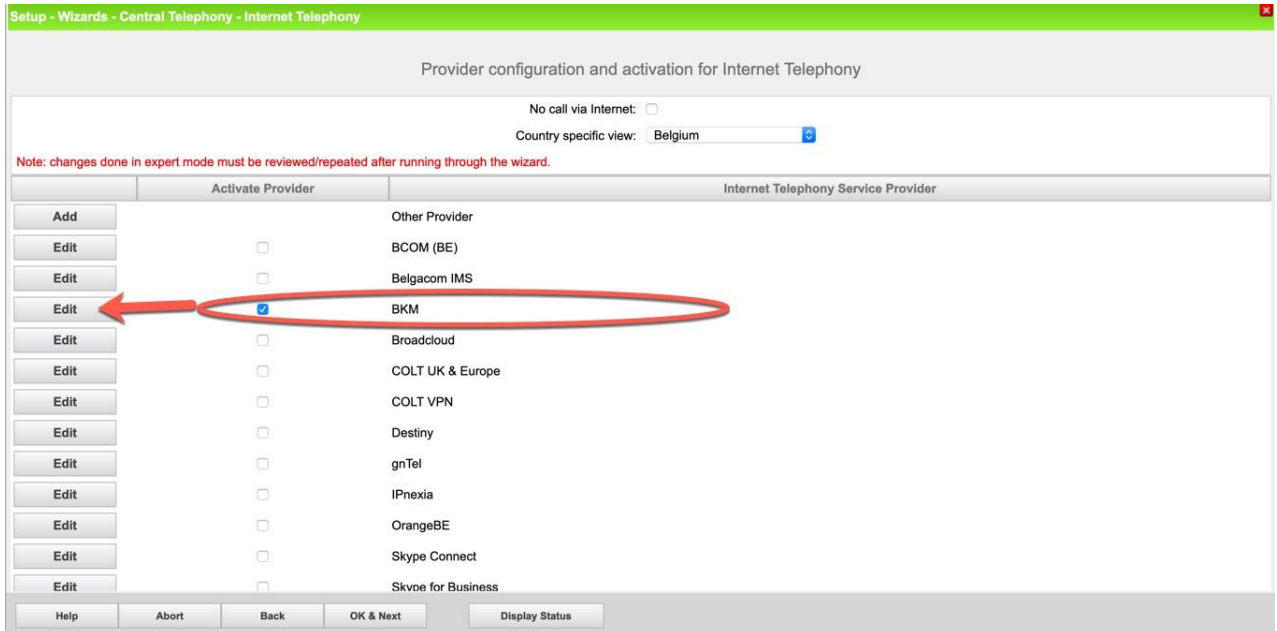 Setup - Wizards - Central Telephony - Internet Telephony
Provider configuration and activation for Internet Telephony
No call via Internet:
Country specific view: Belgium
Note: changes done in expert mode must be reviewed/repeated after running through the wizard.
Activate Provider Internet Telephony Service Provider
Add Other Provider
Edit BCOM (BE)
Edit Belgacom IMS
Edit BKM
Edit Broadcloud
Edit COLT UK & Europe
Edit COLT VPN
Edit Destiny
Edit gnTel
Edit IPnexia
Edit OrangeBE
Edit Skype Connect
Edit Skype for Business
Help Abort Back OK & Next Display Status